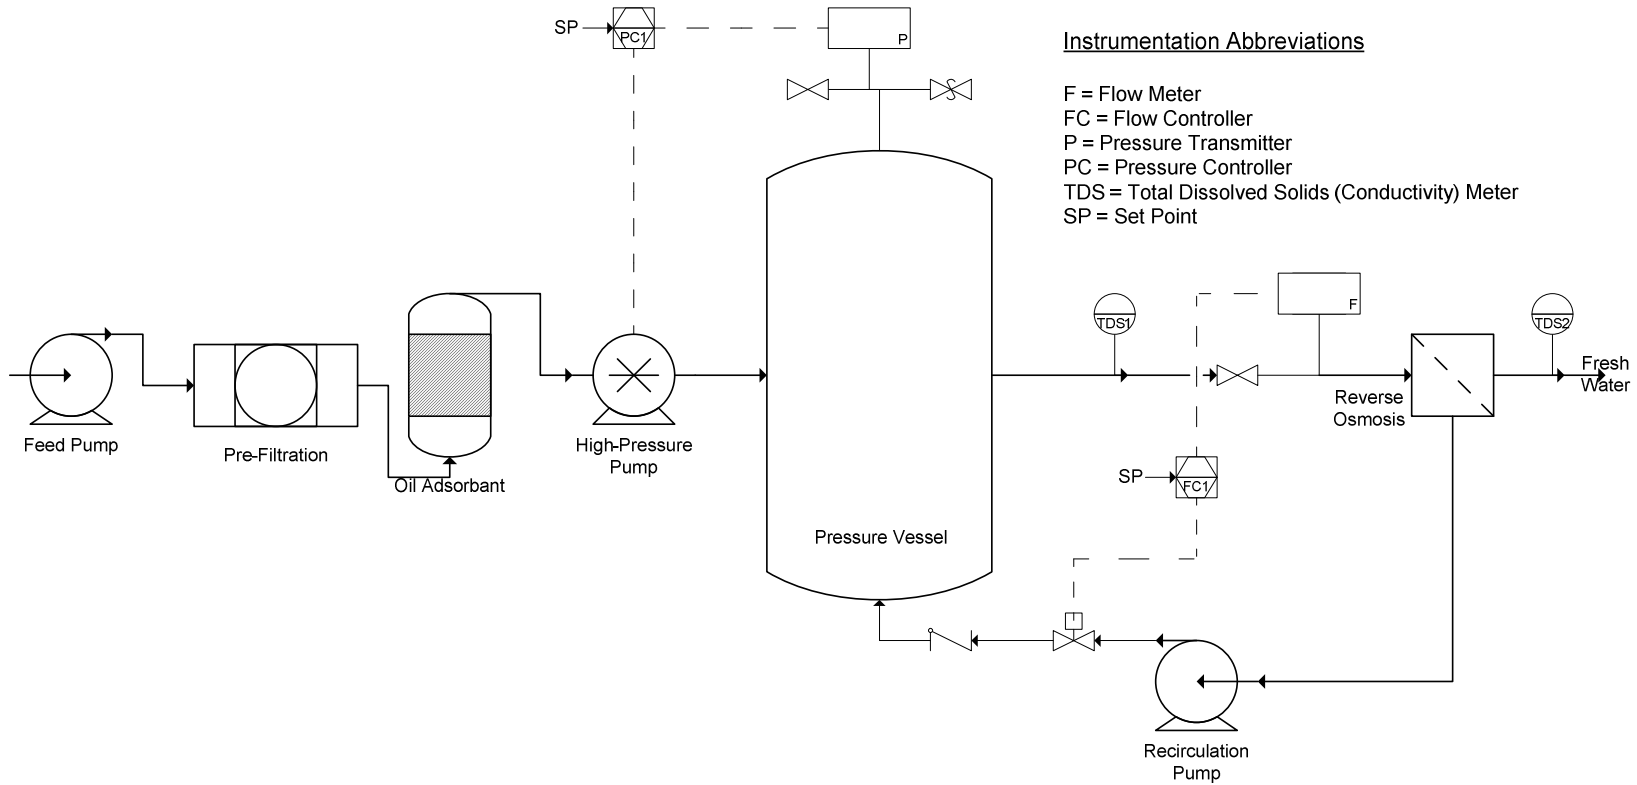 SP
PC1
P
Instrumentation Abbreviations
F = Flow Meter
FC = Flow Controller
P = Pressure Transmitter
PC = Pressure Controller
TDS = Total Dissolved Solids (Conductivity) Meter
SP = Set Point
F
TDS1
TDS2
Fresh
Water
Reverse
Osmosis
Feed Pump
Pre-Filtration
Oil Adsorbant
High-Pressure
Pump
SP
FC1
Pressure Vessel
Recirculation
Pump